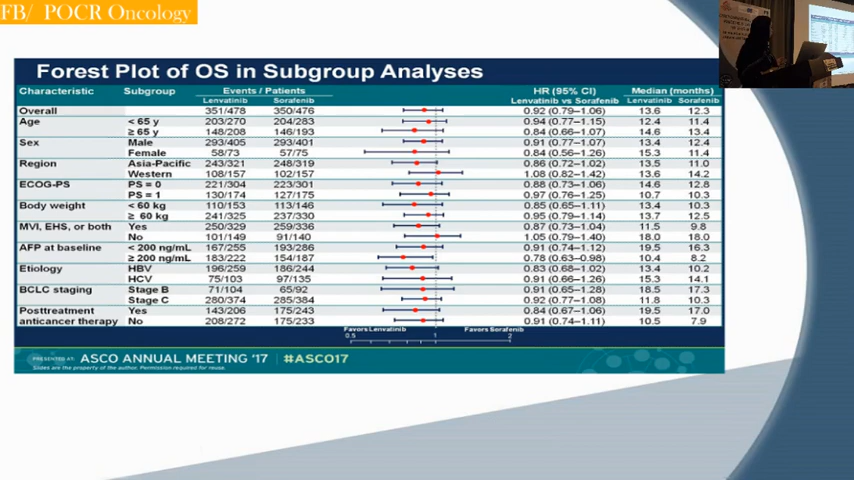 FB/ POCR Oncology
Forest Plot of OS in Subgroup Analyses
Characteristic Subgroup Events / Patients HR (95% CI) Median (months)
Lenvatinib Sorafenib Lenvatinib vs Sorafenib Lenvatinib Sorafenib
Overall 351/478 350/476 0.92 (0.79–1.06) 13.6 12.3
Age < 65 y 203/270 204/283 0.94 (0.77–1.15) 12.4 11.4
≥ 65 y 148/208 146/193 0.84 (0.66–1.07) 14.6 13.4
Sex Male 293/405 293/401 0.91 (0.77–1.07) 13.4 12.4
Female 58/73 57/75 0.84 (0.56–1.26) 15.3 11.4
Region Asia-Pacific 243/321 248/319 0.86 (0.72–1.02) 13.5 11.0
Western 108/157 102/157 1.08 (0.82–1.42) 13.6 14.2
ECOG-PS PS = 0 221/304 223/301 0.88 (0.73–1.06) 14.6 12.8
PS = 1 130/174 127/175 0.97 (0.76–1.25) 10.7 10.3
Body weight < 60 kg 110/153 113/146 0.85 (0.65–1.11) 13.4 10.3
≥ 60 kg 241/325 237/330 0.95 (0.79–1.14) 13.7 12.5
MVI, EHS, or both Yes 250/329 259/336 0.87 (0.73–1.04) 11.5 9.8
No 101/149 91/140 1.05 (0.79–1.40) 18.0 18.0
AFP at baseline < 200 ng/mL 167/255 193/286 0.91 (0.74–1.12) 19.5 16.3
≥ 200 ng/mL 183/222 154/187 0.78 (0.63–0.98) 10.4 8.2
Etiology HBV 196/259 186/244 0.83 (0.68–1.02) 13.4 10.2
HCV 75/103 97/135 0.91 (0.66–1.26) 15.3 14.1
BCLC staging Stage B 71/104 65/92 0.91 (0.65–1.28) 18.5 17.3
Stage C 280/374 285/384 0.92 (0.77–1.08) 11.8 10.3
Posttreatment Yes 143/206 175/243 0.84 (0.67–1.06) 19.5 17.0
anticancer therapy No 208/272 175/233 0.91 (0.74–1.11) 10.5 7.9
Favors Lenvatinib Favors Sorafenib
0.5 1 2
PRESENTED AT: ASCO ANNUAL MEETING '17 #ASCO17
Slides are the property of the author. Permission required for reuse.